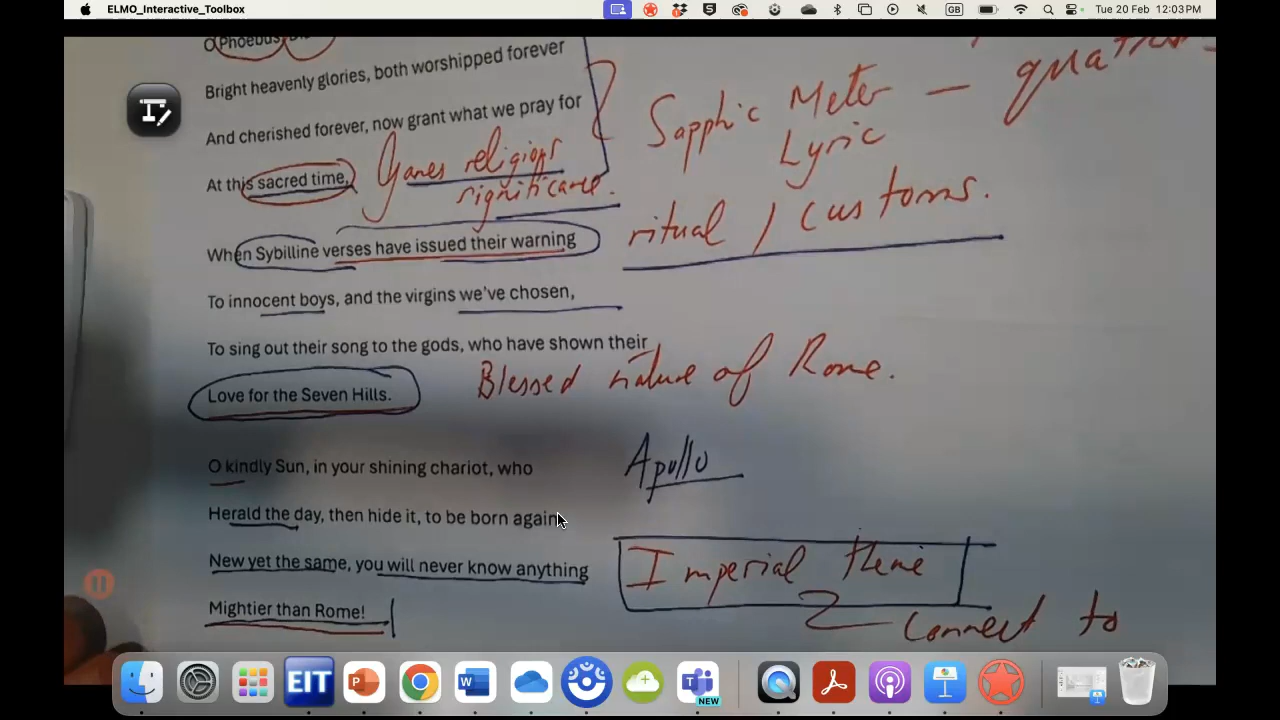 ELMO_Interactive_Toolbox
GB
Tue 20 Feb 12:03 PM
O Phoebus,
Bright heavenly glories, both worshipped forever
And cherished forever, now grant what we pray for
At this sacred time,
Games religious
significance.
Sapphic Meter —
Lyric
ritual / customs.
When Sybilline verses have issued their warning
To innocent boys, and the virgins we've chosen,
To sing out their song to the gods, who have shown their
Love for the Seven Hills.
Blessed nature of Rome.
O kindly Sun, in your shining chariot, who
Apollo
Herald the day, then hide it, to be born again
New yet the same, you will never know anything
Imperial theme
Mightier than Rome!
Connect to
EIT
NEW